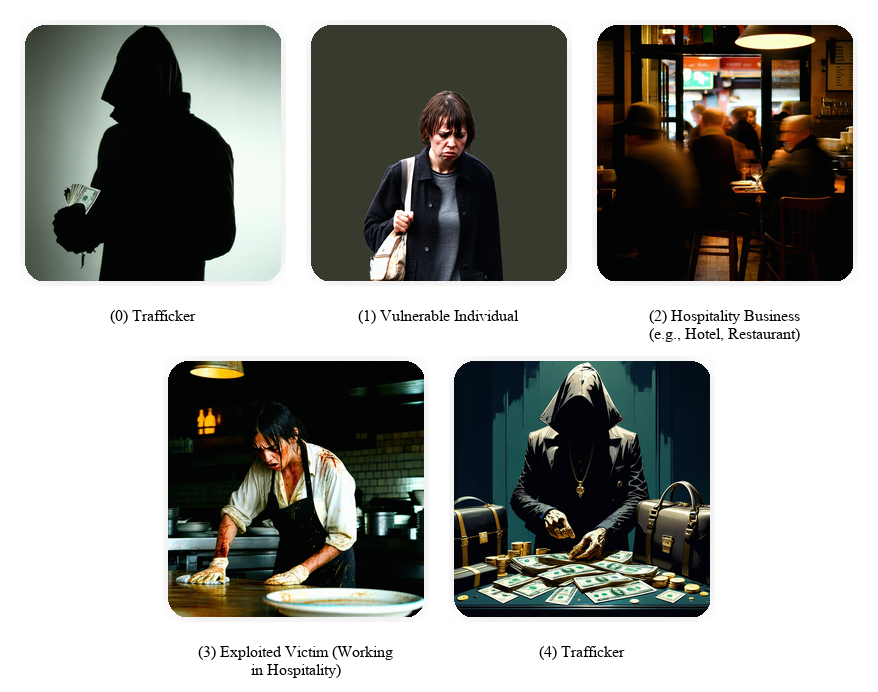 (0) Trafficker
(1) Vulnerable Individual
(2) Hospitality Business
(e.g., Hotel, Restaurant)
(3) Exploited Victim (Working
in Hospitality)
(4) Trafficker